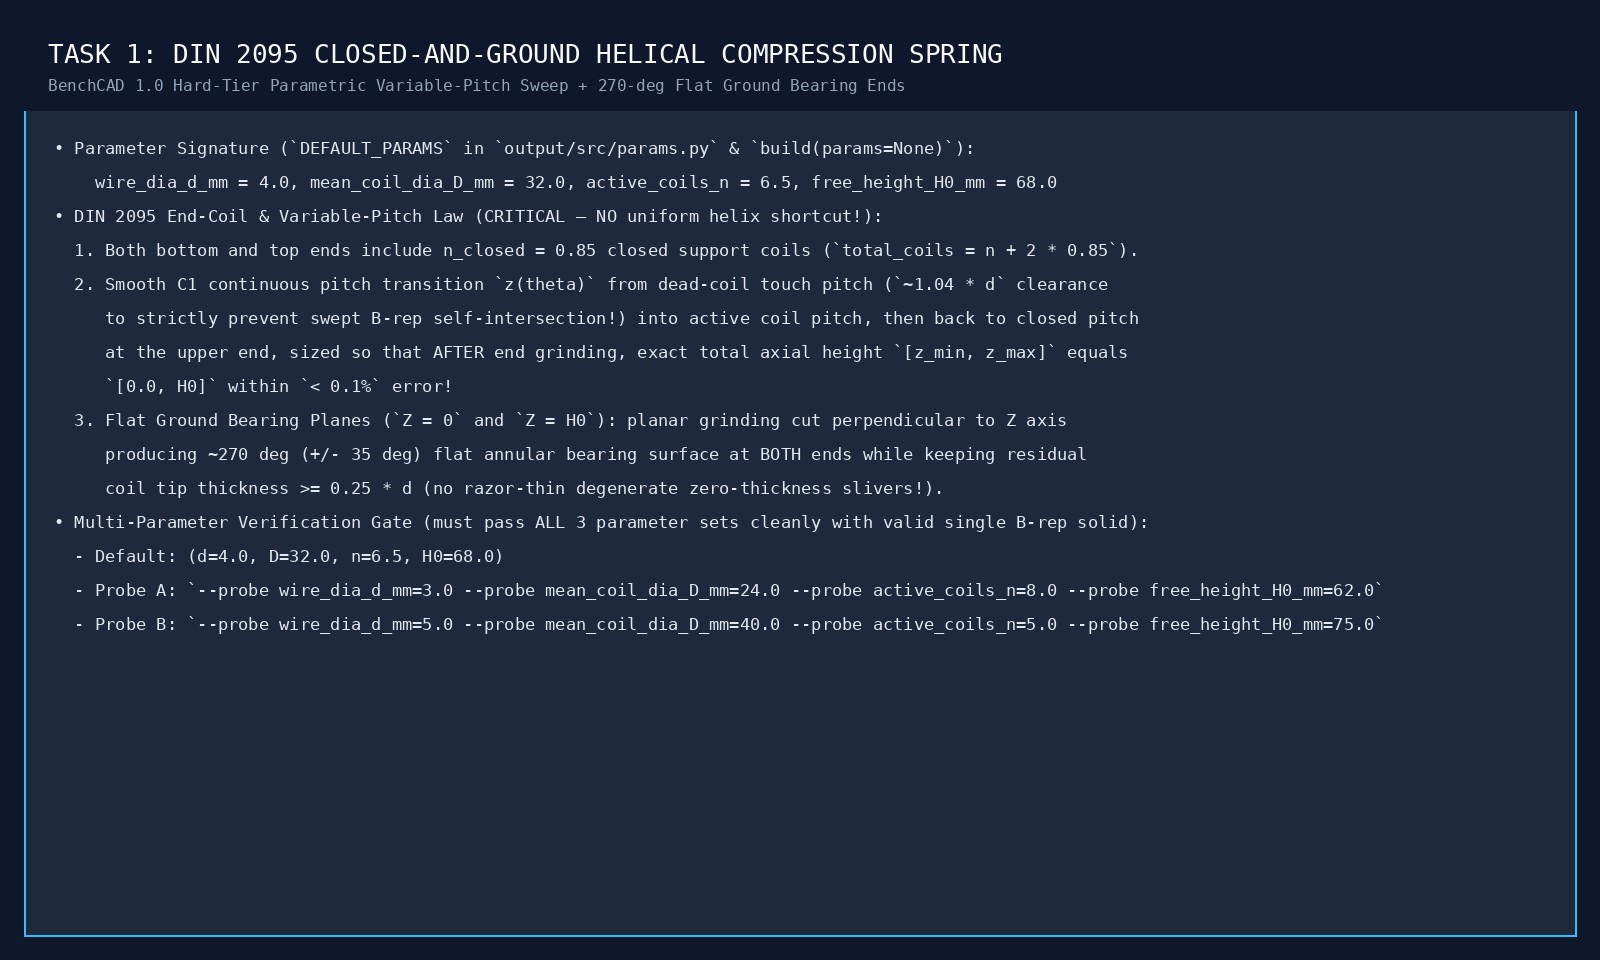 TASK 1: DIN 2095 CLOSED-AND-GROUND HELICAL COMPRESSION SPRING
BenchCAD 1.0 Hard-Tier Parametric Variable-Pitch Sweep + 270-deg Flat Ground Bearing Ends
• Parameter Signature (`DEFAULT_PARAMS` in `output/src/params.py` & `build(params=None)`):
wire_dia_d_mm = 4.0, mean_coil_dia_D_mm = 32.0, active_coils_n = 6.5, free_height_H0_mm = 68.0
• DIN 2095 End-Coil & Variable-Pitch Law (CRITICAL — NO uniform helix shortcut!):
1. Both bottom and top ends include n_closed = 0.85 closed support coils (`total_coils = n + 2 * 0.85`).
2. Smooth C1 continuous pitch transition `z(theta)` from dead-coil touch pitch (`~1.04 * d` clearance
to strictly prevent swept B-rep self-intersection!) into active coil pitch, then back to closed pitch
at the upper end, sized so that AFTER end grinding, exact total axial height `[z_min, z_max]` equals
`[0.0, H0]` within `< 0.1%` error!
3. Flat Ground Bearing Planes (`Z = 0` and `Z = H0`): planar grinding cut perpendicular to Z axis
producing ~270 deg (+/- 35 deg) flat annular bearing surface at BOTH ends while keeping residual
coil tip thickness >= 0.25 * d (no razor-thin degenerate zero-thickness slivers!).
• Multi-Parameter Verification Gate (must pass ALL 3 parameter sets cleanly with valid single B-rep solid):
- Default: (d=4.0, D=32.0, n=6.5, H0=68.0)
- Probe A: `--probe wire_dia_d_mm=3.0 --probe mean_coil_dia_D_mm=24.0 --probe active_coils_n=8.0 --probe free_height_H0_mm=62.0`
- Probe B: `--probe wire_dia_d_mm=5.0 --probe mean_coil_dia_D_mm=40.0 --probe active_coils_n=5.0 --probe free_height_H0_mm=75.0`